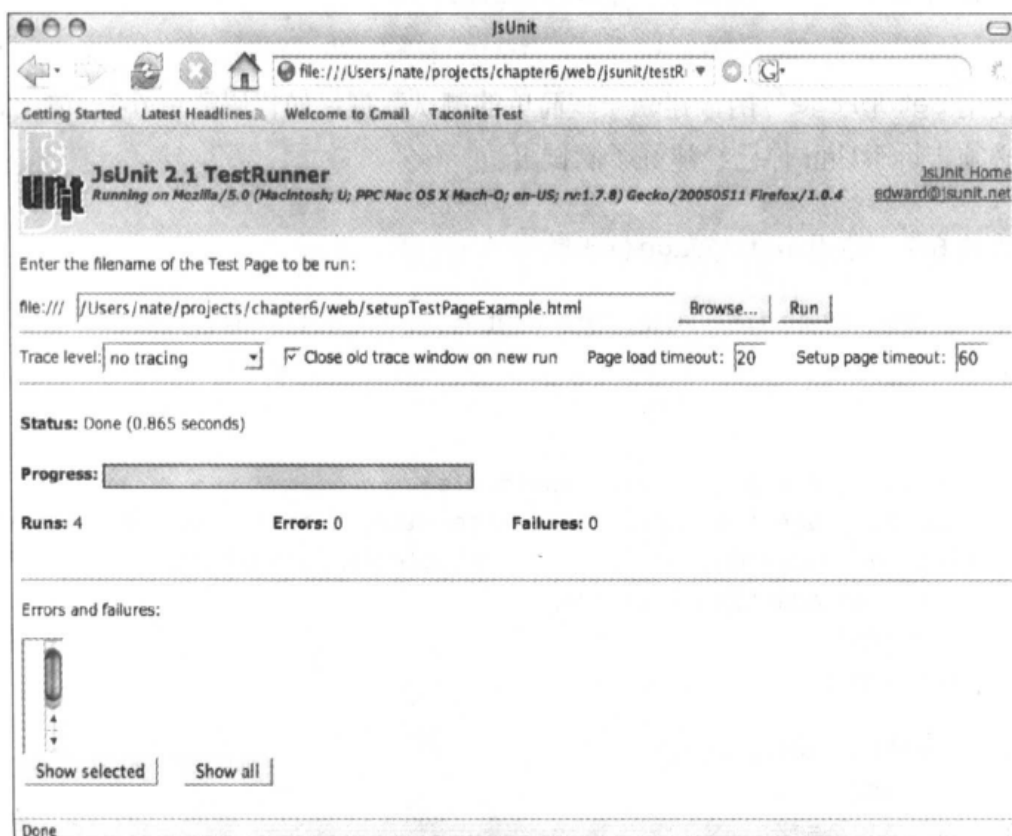 JsUnit
file:///Users/nate/projects/chapter6/web/jsunit/testR
G
Getting Started Latest Headlines Welcome to Gmail Taconite Test
JS unit
JsUnit 2.1 TestRunner
Running on Mozilla/5.0 (Macintosh; U; PPC Mac OS X Mach-O; en-US; rv:1.7.8) Gecko/20050511 Firefox/1.0.4
JsUnit Home
edward@jsunit.net
Enter the filename of the Test Page to be run:
file:/// /Users/nate/projects/chapter6/web/setupTestPageExample.html Browse... Run
Trace level: no tracing Close old trace window on new run Page load timeout: 20 Setup page timeout: 60
Status: Done (0.865 seconds)
Progress:
Runs: 4 Errors: 0 Failures: 0
Errors and failures:
Show selected Show all
Done